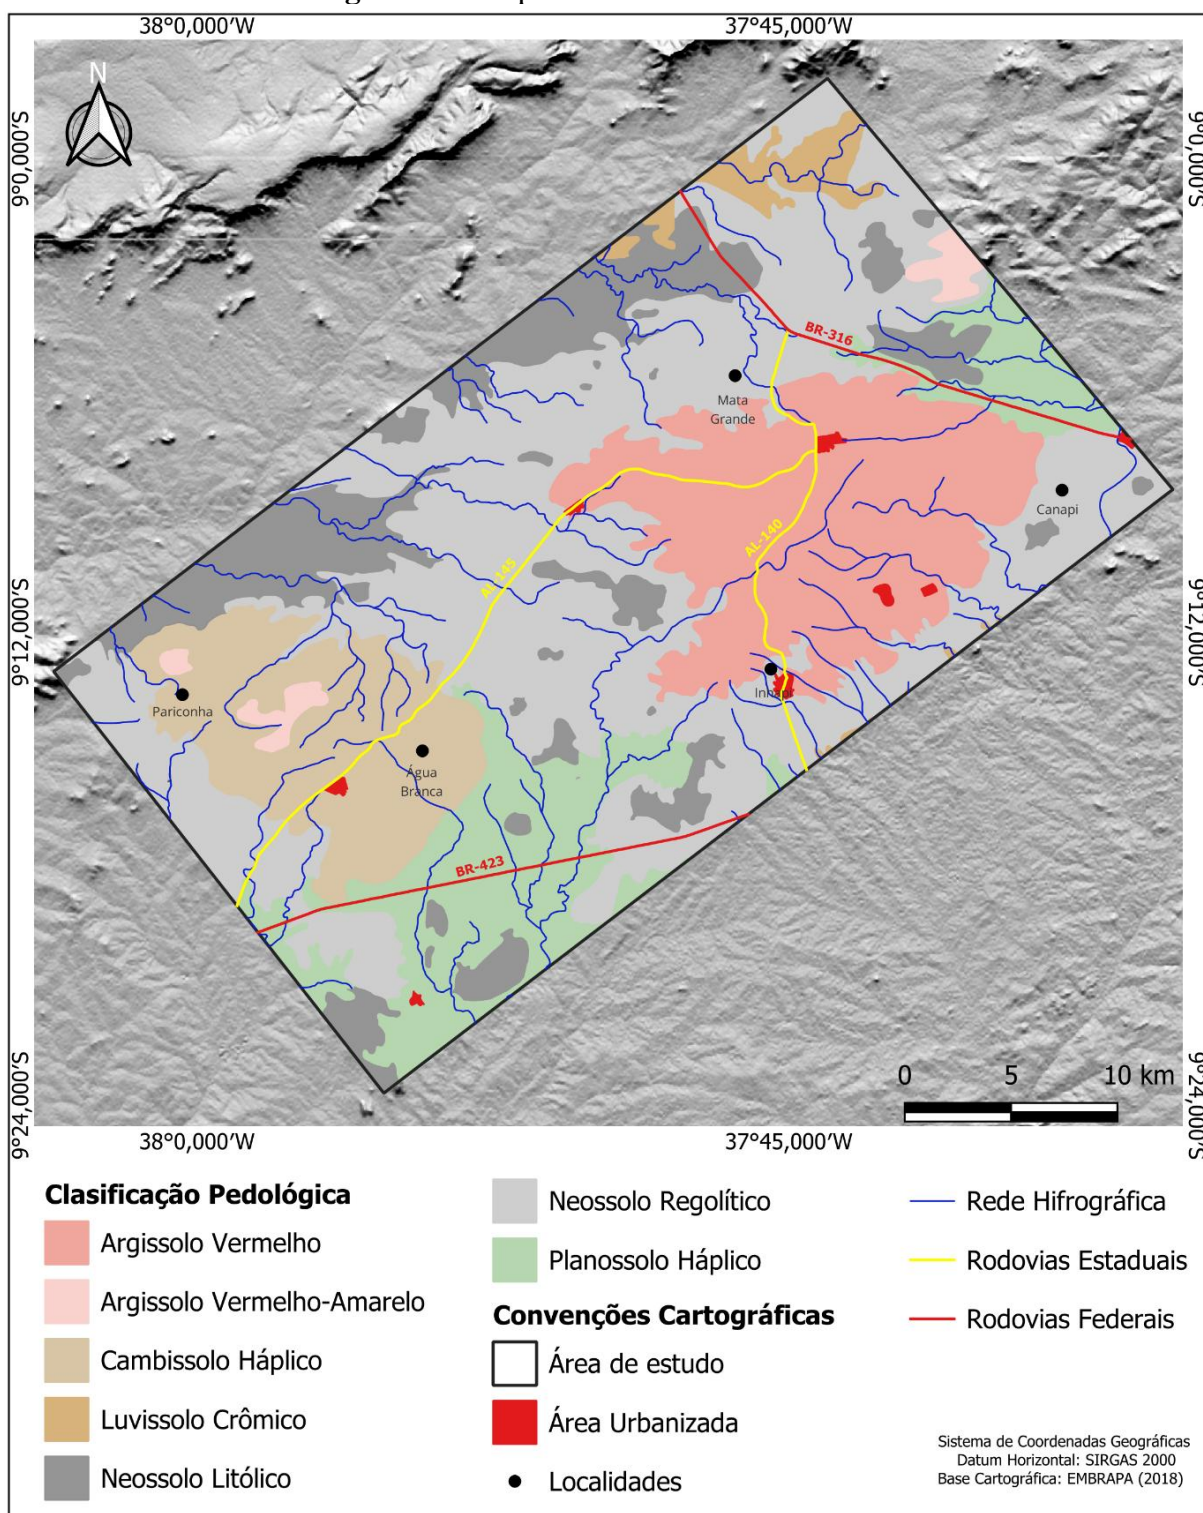 38°0,000′W 37°45,000′W
N
9°0,000′S 9°0,000′S
BR-316
Mata
Grande
Canapi
AL-140
AL-145
9°12,000′S 9°12,000′S
Pariconha
Inhapi
Água
Branca
BR-423
0 5 10 km
9°24,000′S 9°24,000′S
38°0,000′W 37°45,000′W
Clasificação Pedológica
Argissolo Vermelho
Argissolo Vermelho-Amarelo
Cambissolo Háplico
Luvissolo Crômico
Neossolo Litólico
Neossolo Regolítico
Planossolo Háplico
Convenções Cartográficas
Área de estudo
Área Urbanizada
Localidades
Rede Hifrográfica
Rodovias Estaduais
Rodovias Federais
Sistema de Coordenadas Geográficas
Datum Horizontal: SIRGAS 2000
Base Cartográfica: EMBRAPA (2018)